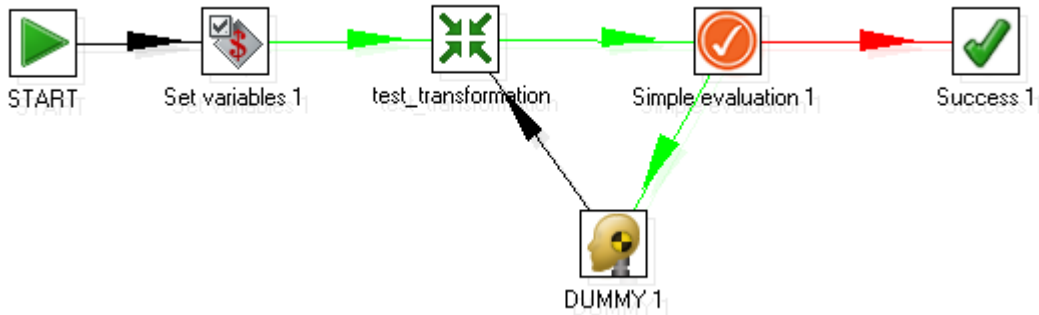 START
Set variables 1
test_transformation
Simple evaluation 1
Success 1
DUMMY 1